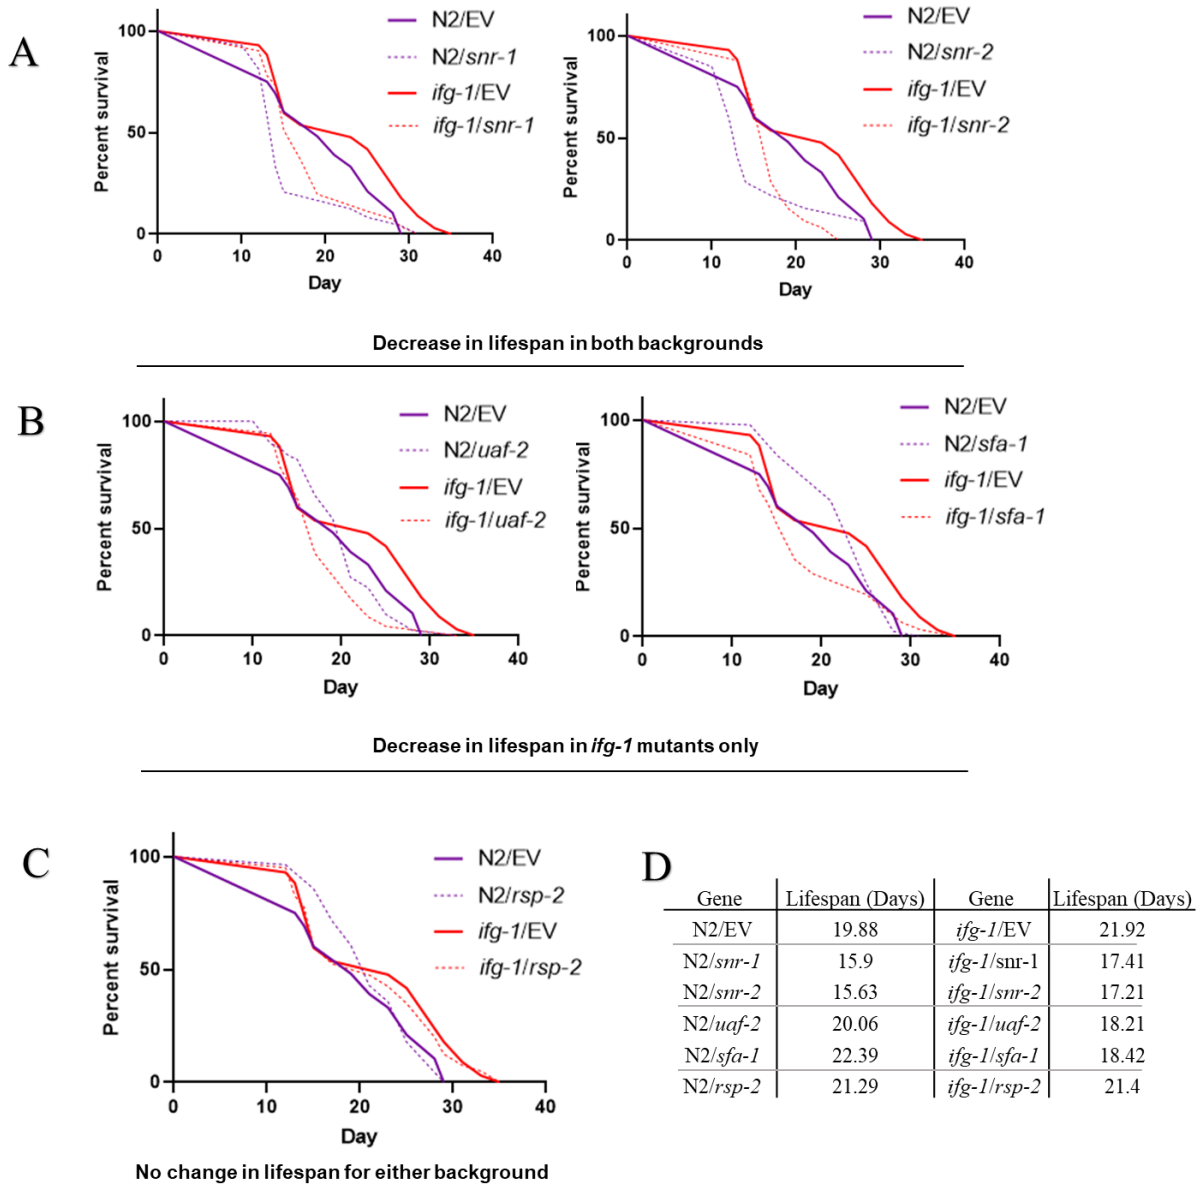 A
100
50
0
Percent survival
0 10 20 30 40
Day
N2/EV
N2/snr-1
ifg-1/EV
ifg-1/snr-1
100
50
0
Percent survival
0 10 20 30 40
Day
N2/EV
N2/snr-2
ifg-1/EV
ifg-1/snr-2
Decrease in lifespan in both backgrounds
B
100
50
0
Percent survival
0 10 20 30 40
Day
N2/EV
N2/uaf-2
ifg-1/EV
ifg-1/uaf-2
100
50
0
Percent survival
0 10 20 30 40
Day
N2/EV
N2/sfa-1
ifg-1/EV
ifg-1/sfa-1
Decrease in lifespan in ifg-1 mutants only
C
100
50
0
Percent survival
0 10 20 30 40
Day
N2/EV
N2/rsp-2
ifg-1/EV
ifg-1/rsp-2
No change in lifespan for either background
D
Gene Lifespan (Days) Gene Lifespan (Days)
N2/EV 19.88 ifg-1/EV 21.92
N2/snr-1 15.9 ifg-1/snr-1 17.41
N2/snr-2 15.63 ifg-1/snr-2 17.21
N2/uaf-2 20.06 ifg-1/uaf-2 18.21
N2/sfa-1 22.39 ifg-1/sfa-1 18.42
N2/rsp-2 21.29 ifg-1/rsp-2 21.4